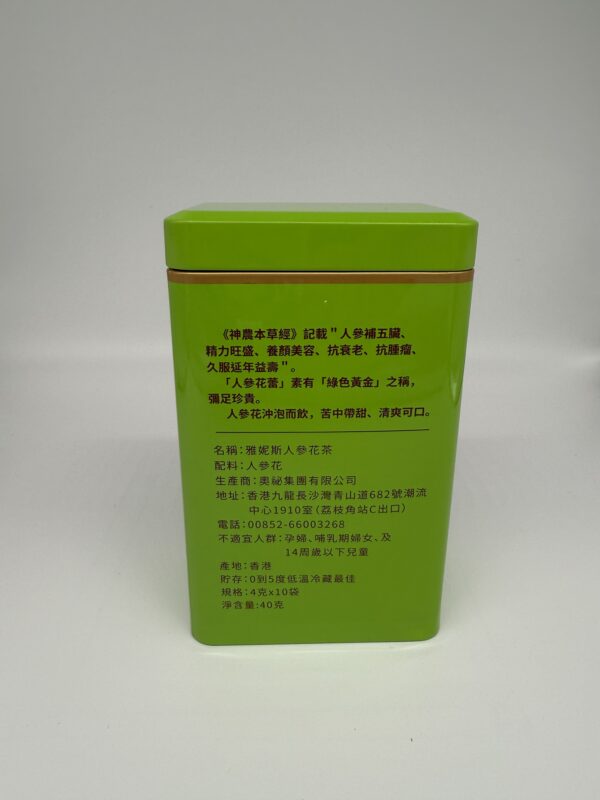 《神農本草經》記載"人參補五臟、
精力旺盛、養顏美容、抗衰老、抗腫瘤、
久服延年益壽"。
「人參花蕾」素有「綠色黃金」之稱，
彌足珍貴。
人參花沖泡而飲，苦中帶甜、清爽可口。
名稱：雅妮斯人參花茶
配料：人參花
生產商：奧祕集團有限公司
地址：香港九龍長沙灣青山道682號潮流
中心1910室（荔枝角站C出口）
電話：00852-66003268
不適宜人群：孕婦、哺乳期婦女、及
14周歲以下兒童
產地：香港
貯存：0到5度低溫冷藏最佳
規格：4克x10袋
淨含量:40克